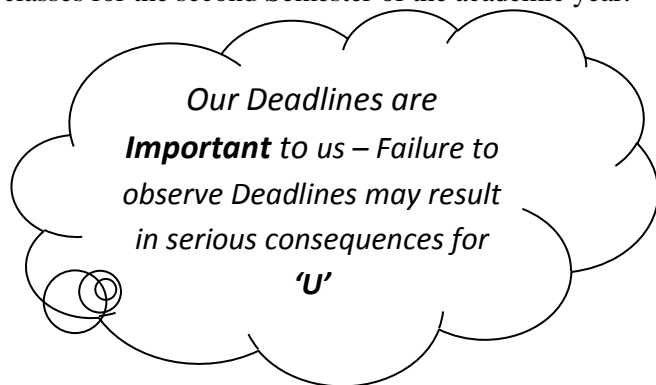 classes for the second Semester of the academic year.
Our Deadlines are
Important to us – Failure to
observe Deadlines may result
in serious consequences for
‘U’